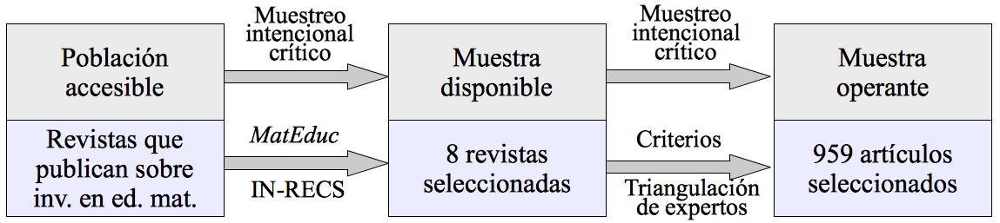 Población
accesible
Revistas que
publican sobre
inv. en ed. mat.
Muestreo
intencional
crítico
MatEduc
IN-RECS
Muestra
disponible
8 revistas
seleccionadas
Muestreo
intencional
crítico
Criterios
Triangulación
de expertos
Muestra
operante
959 artículos
seleccionados